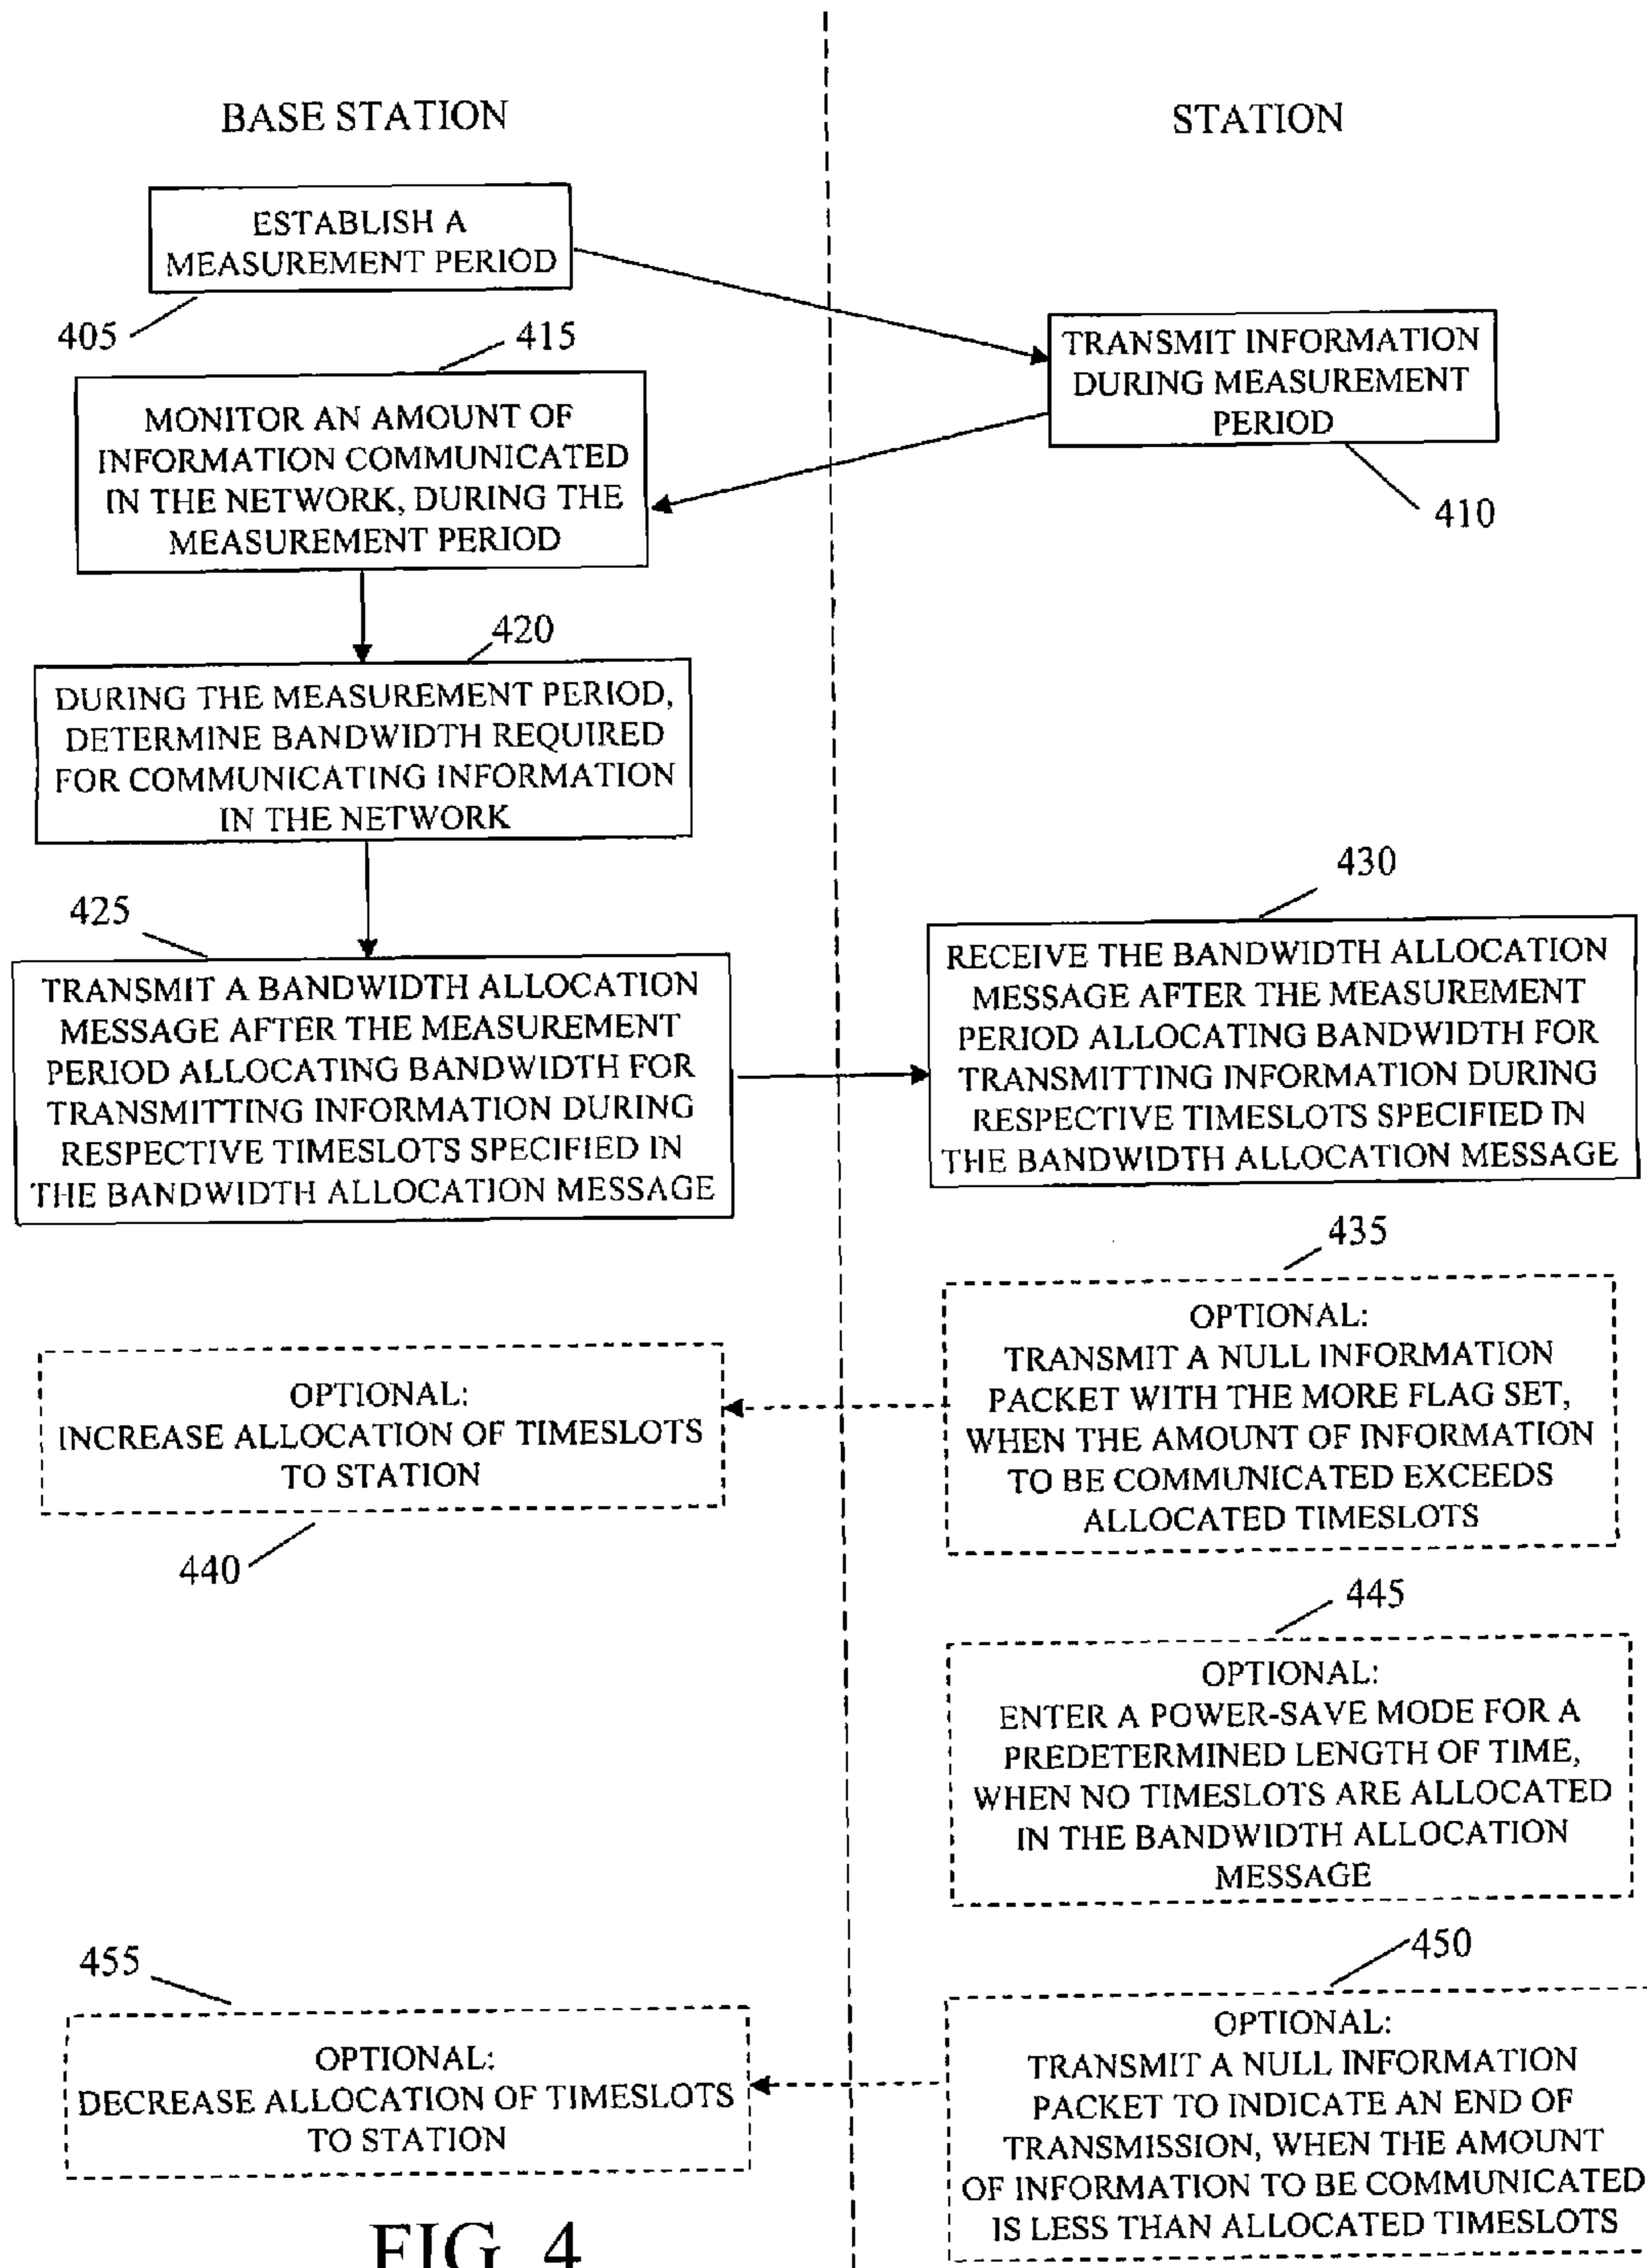 BASE STATION
STATION
ESTABLISH A
MEASUREMENT PERIOD
405
415
TRANSMIT INFORMATION
DURING MEASUREMENT
PERIOD
410
MONITOR AN AMOUNT OF
INFORMATION COMMUNICATED
IN THE NETWORK, DURING THE
MEASUREMENT PERIOD
420
DURING THE MEASUREMENT PERIOD,
DETERMINE BANDWIDTH REQUIRED
FOR COMMUNICATING INFORMATION
IN THE NETWORK
425
TRANSMIT A BANDWIDTH ALLOCATION
MESSAGE AFTER THE MEASUREMENT
PERIOD ALLOCATING BANDWIDTH FOR
TRANSMITTING INFORMATION DURING
RESPECTIVE TIMESLOTS SPECIFIED IN
THE BANDWIDTH ALLOCATION MESSAGE
430
RECEIVE THE BANDWIDTH ALLOCATION
MESSAGE AFTER THE MEASUREMENT
PERIOD ALLOCATING BANDWIDTH FOR
TRANSMITTING INFORMATION DURING
RESPECTIVE TIMESLOTS SPECIFIED IN
THE BANDWIDTH ALLOCATION MESSAGE
435
OPTIONAL:
TRANSMIT A NULL INFORMATION
PACKET WITH THE MORE FLAG SET,
WHEN THE AMOUNT OF INFORMATION
TO BE COMMUNICATED EXCEEDS
ALLOCATED TIMESLOTS
OPTIONAL:
INCREASE ALLOCATION OF TIMESLOTS
TO STATION
440
445
OPTIONAL:
ENTER A POWER-SAVE MODE FOR A
PREDETERMINED LENGTH OF TIME,
WHEN NO TIMESLOTS ARE ALLOCATED
IN THE BANDWIDTH ALLOCATION
MESSAGE
450
OPTIONAL:
TRANSMIT A NULL INFORMATION
PACKET TO INDICATE AN END OF
TRANSMISSION, WHEN THE AMOUNT
OF INFORMATION TO BE COMMUNICATED
IS LESS THAN ALLOCATED TIMESLOTS
455
OPTIONAL:
DECREASE ALLOCATION OF TIMESLOTS
TO STATION
FIG. 4